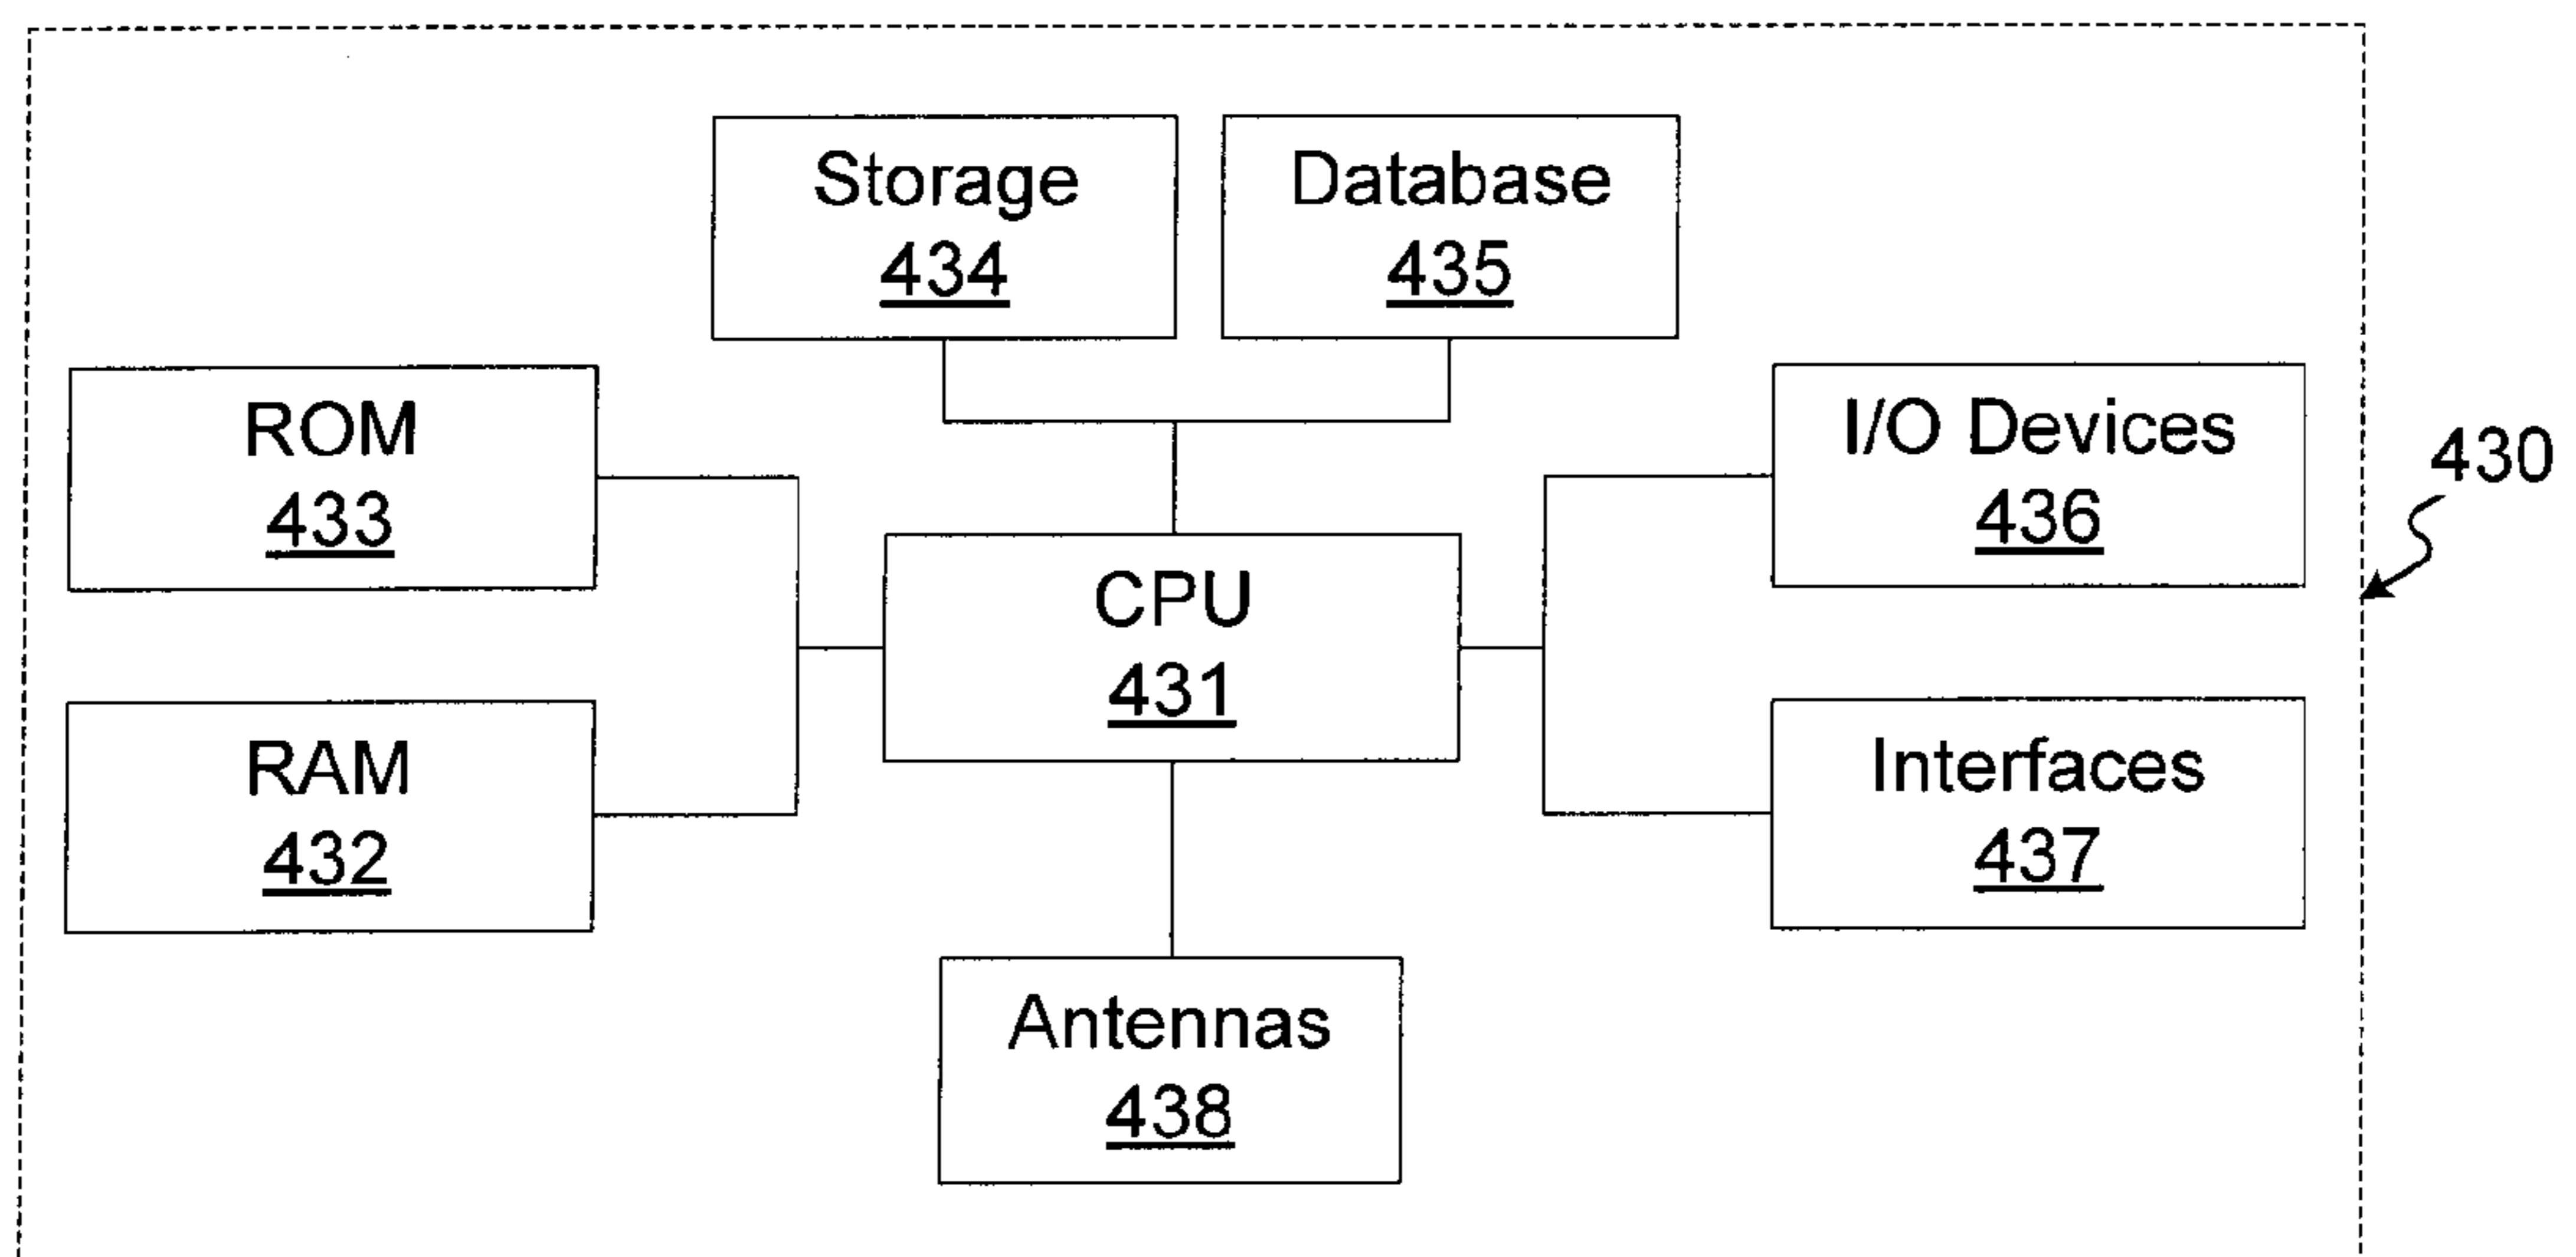 Storage
434
Database
435
ROM
433
I/O Devices
436
430
CPU
431
RAM
432
Interfaces
437
Antennas
438